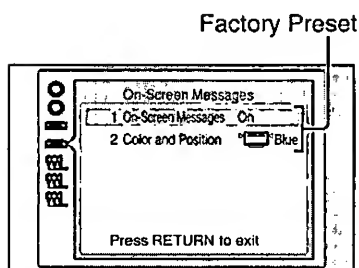 Factory Preset
On-Screen Messages
1 On-Screen Messages On
2 Color and Position Blue
Press RETURN to exit